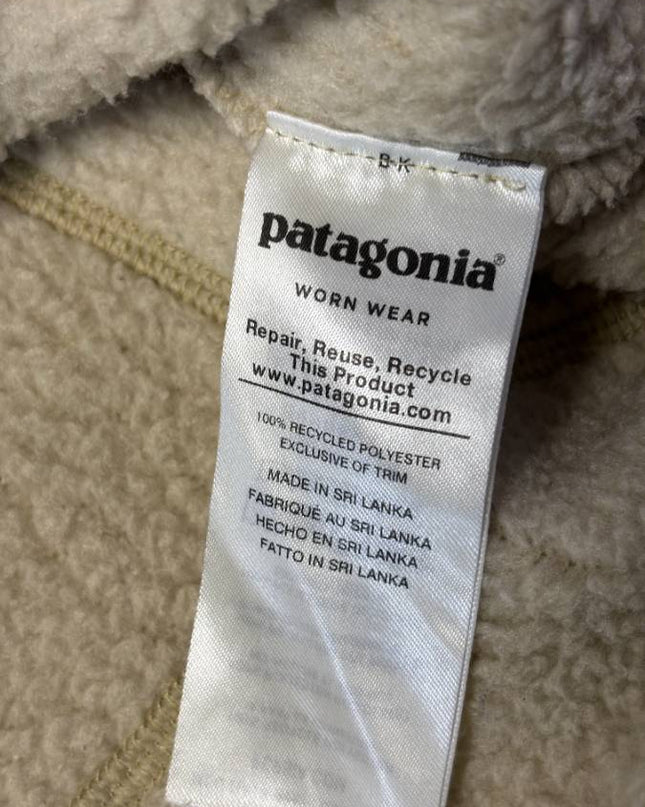 B-K
patagonia®
WORN WEAR
Repair, Reuse, Recycle
This Product
www.patagonia.com
100% RECYCLED POLYESTER
EXCLUSIVE OF TRIM
MADE IN SRI LANKA
FABRIQUÉ AU SRI LANKA
HECHO EN SRI LANKA
FATTO IN SRI LANKA